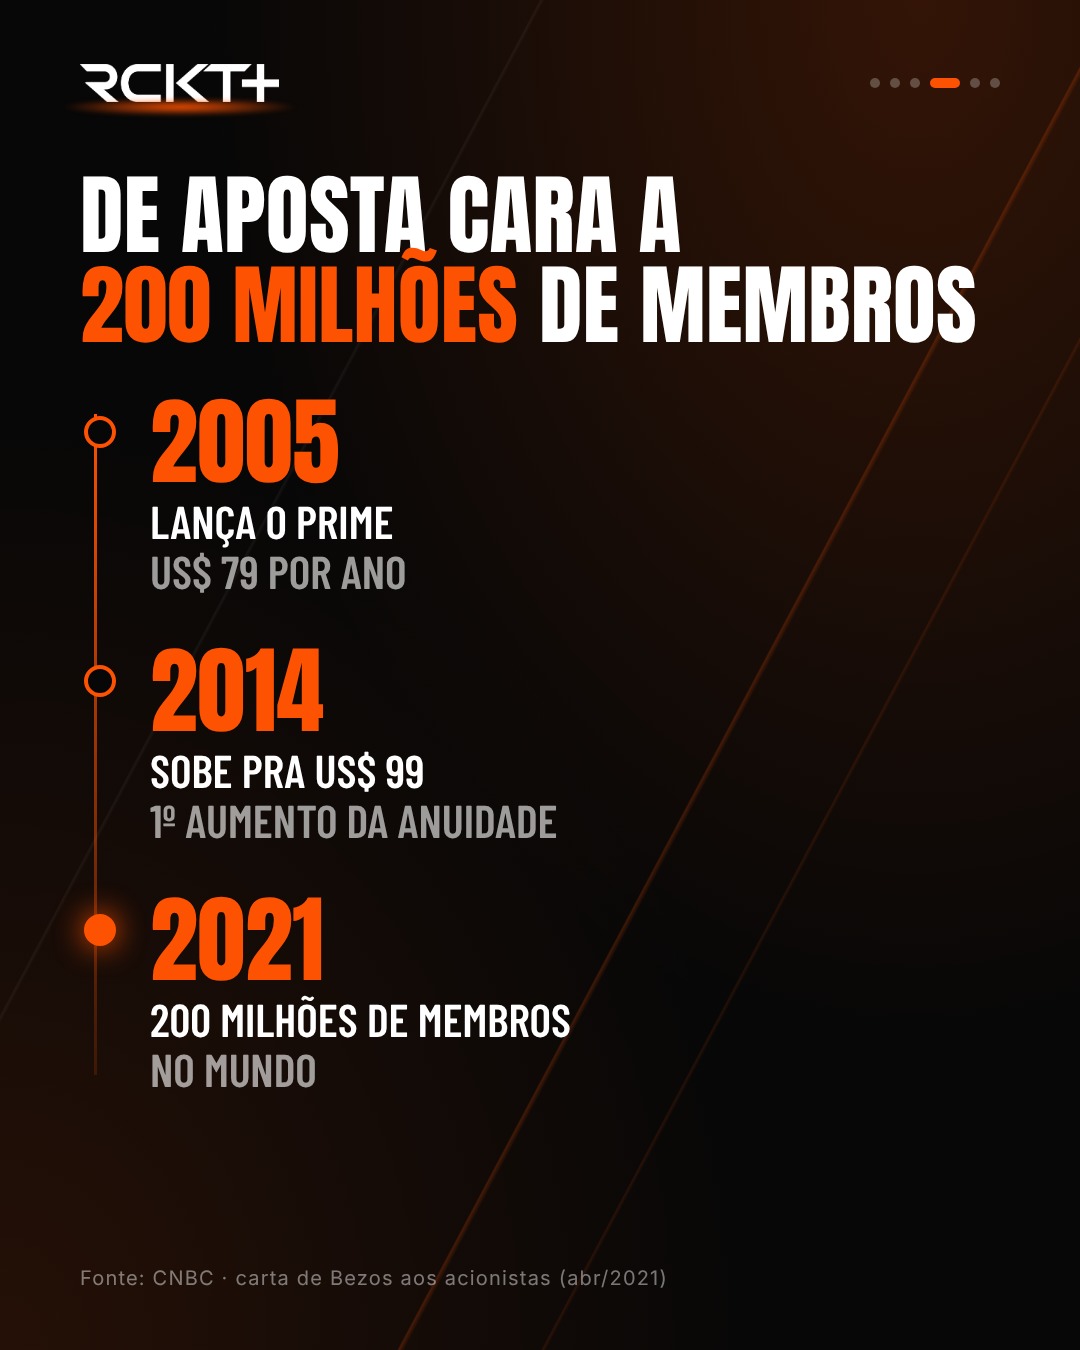 RCKT+
DE APOSTA CARA A
200 MILHÕES DE MEMBROS
2005
LANÇA O PRIME
US$ 79 POR ANO
2014
SOBE PRA US$ 99
1º AUMENTO DA ANUIDADE
2021
200 MILHÕES DE MEMBROS
NO MUNDO
Fonte: CNBC · carta de Bezos aos acionistas (abr/2021)